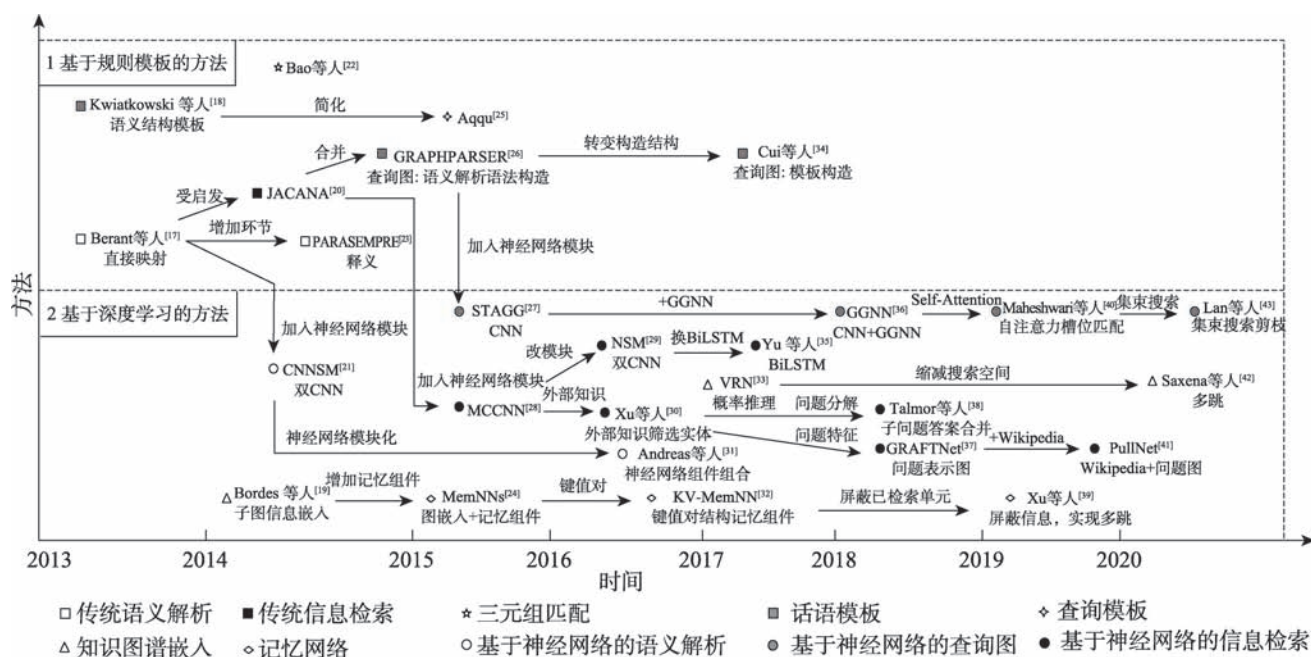 1 基于规则模板的方法
Bao等人[22]
Kwiatkowski 等人[18]
语义结构模板
简化
Aqqu[25]
合并
GRAPHPARSER[26]
查询图: 语义解析语法构造
转变构造结构
Cui等人[34]
查询图: 模板构造
受启发
JACANA[20]
Berant等人[17]
直接映射
增加环节
PARASEMPRE[23]
释义
加入神经网络模块
方法
2 基于深度学习的方法
加入神经网络模块
STAGG[27]
CNN
+GGNN
GGNN[36]
CNN+GGNN
Self-Attention
Maheshwari等人[40]
自注意力槽位匹配
集束搜索
Lan等人[43]
集束搜索剪枝
CNNSM[21]
双CNN
改模块
NSM[29]
双CNN
换BiLSTM
Yu 等人[35]
BiLSTM
加入神经网络模块
MCCNN[28]
外部知识
Xu等人[30]
外部知识筛选实体
VRN[33]
概率推理
缩减搜索空间
Saxena等人[42]
多跳
问题分解
Talmor等人[38]
子问题答案合并
问题特征
GRAFTNet[37]
问题表示图
+Wikipedia
PullNet[41]
Wikipedia+问题图
神经网络模块化
Andreas等人[31]
神经网络组件组合
Bordes 等人[19]
子图信息嵌入
增加记忆组件
MemNNs[24]
图嵌入+记忆组件
键值对
KV-MemNN[32]
键值对结构记忆组件
屏蔽已检索单元
Xu等人[39]
屏蔽信息，实现多跳
2013 2014 2015 2016 2017 2018 2019 2020
时间
传统语义解析 传统信息检索 三元组匹配 话语模板 查询模板
知识图谱嵌入 记忆网络 基于神经网络的语义解析 基于神经网络的查询图 基于神经网络的信息检索